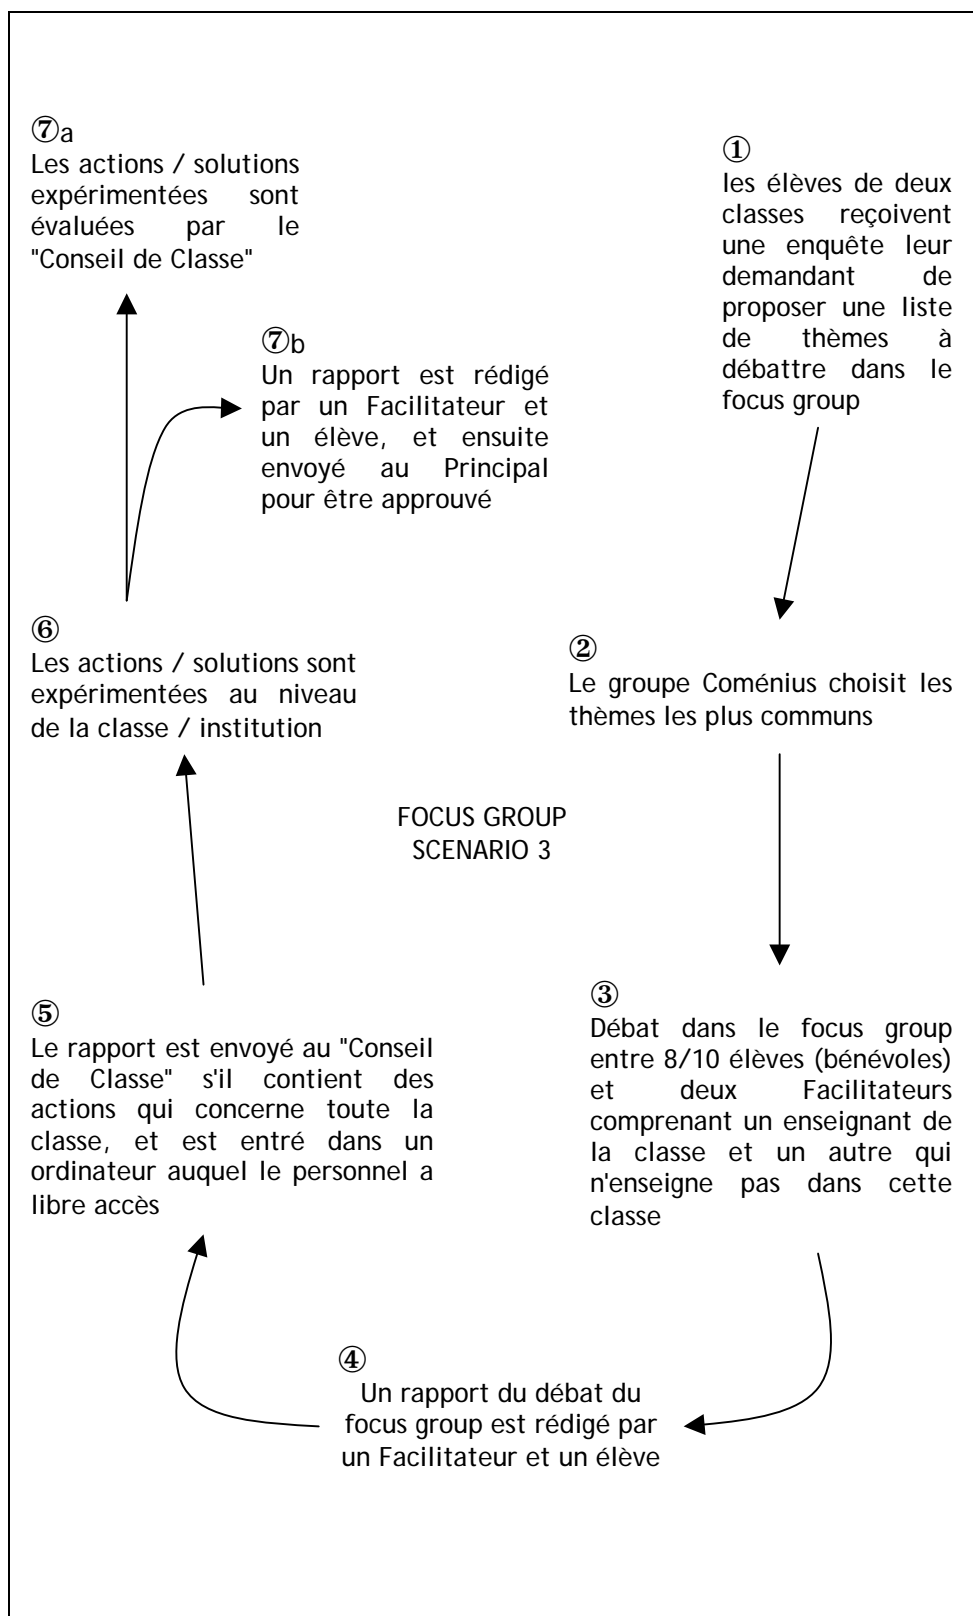 ①
les élèves de deux
classes reçoivent
une enquête leur
demandant de
proposer une liste
de thèmes à
débattre dans le
focus group
②
Le groupe Coménius choisit les
thèmes les plus communs
③
Débat dans le focus group
entre 8/10 élèves (bénévoles)
et deux Facilitateurs
comprenant un enseignant de
la classe et un autre qui
n'enseigne pas dans cette
classe
④
Un rapport du débat du
focus group est rédigé par
un Facilitateur et un élève
⑤
Le rapport est envoyé au "Conseil
de Classe" s'il contient des
actions qui concerne toute la
classe, et est entré dans un
ordinateur auquel le personnel a
libre accès
⑥
Les actions / solutions sont
expérimentées au niveau
de la classe / institution
⑦a
Les actions / solutions
expérimentées sont
évaluées par le
"Conseil de Classe"
⑦b
Un rapport est rédigé
par un Facilitateur et
un élève, et ensuite
envoyé au Principal
pour être approuvé
FOCUS GROUP
SCENARIO 3